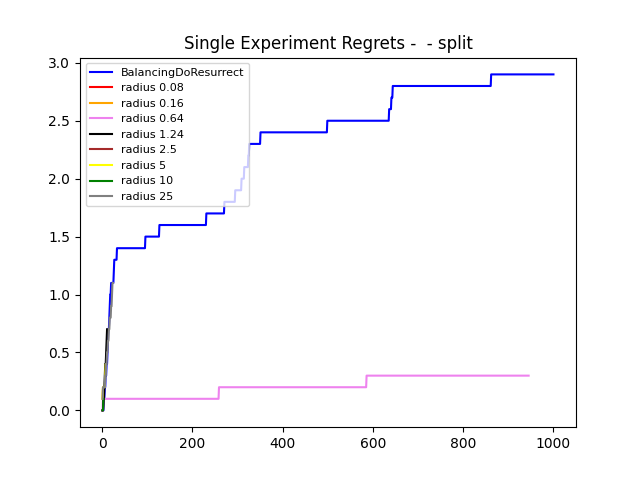 Single Experiment Regrets -  - split
3.0
2.5
2.0
1.5
1.0
0.5
0.0
BalancingDoResurrect
radius 0.08
radius 0.16
radius 0.64
radius 1.24
radius 2.5
radius 5
radius 10
radius 25
0 200 400 600 800 1000